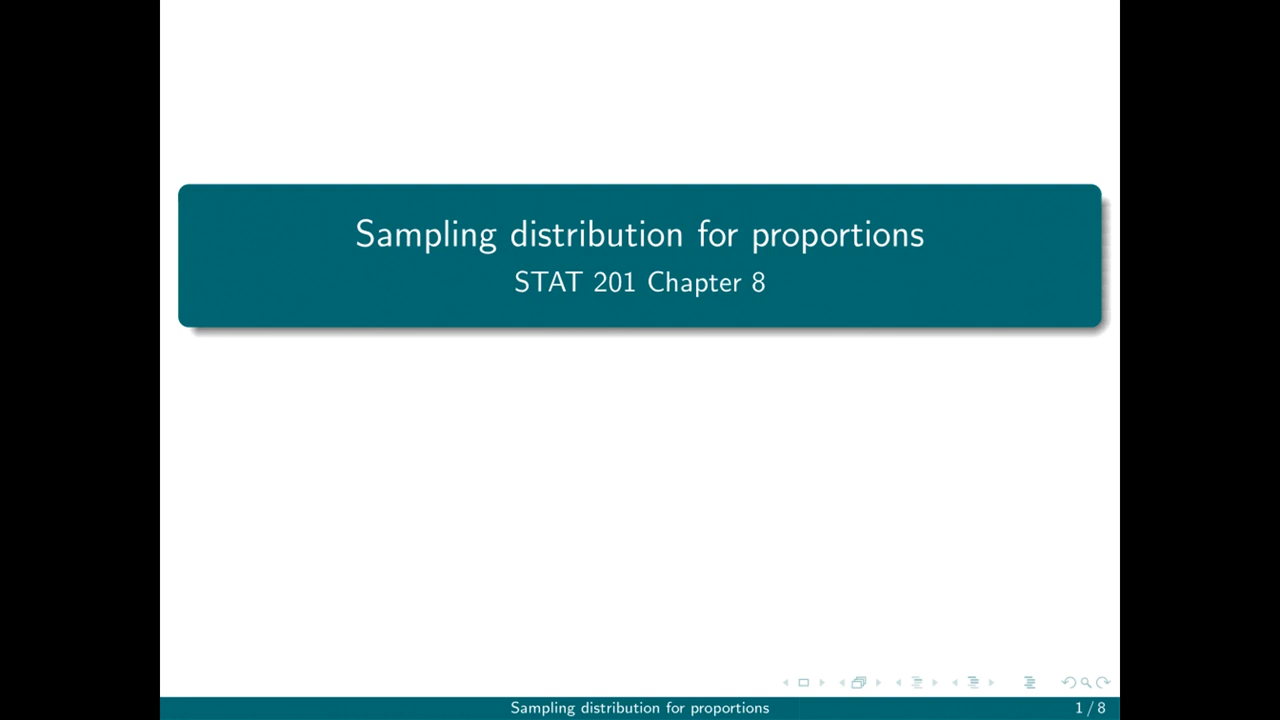 Sampling distribution for proportions
STAT 201 Chapter 8
Sampling distribution for proportions
1 / 8